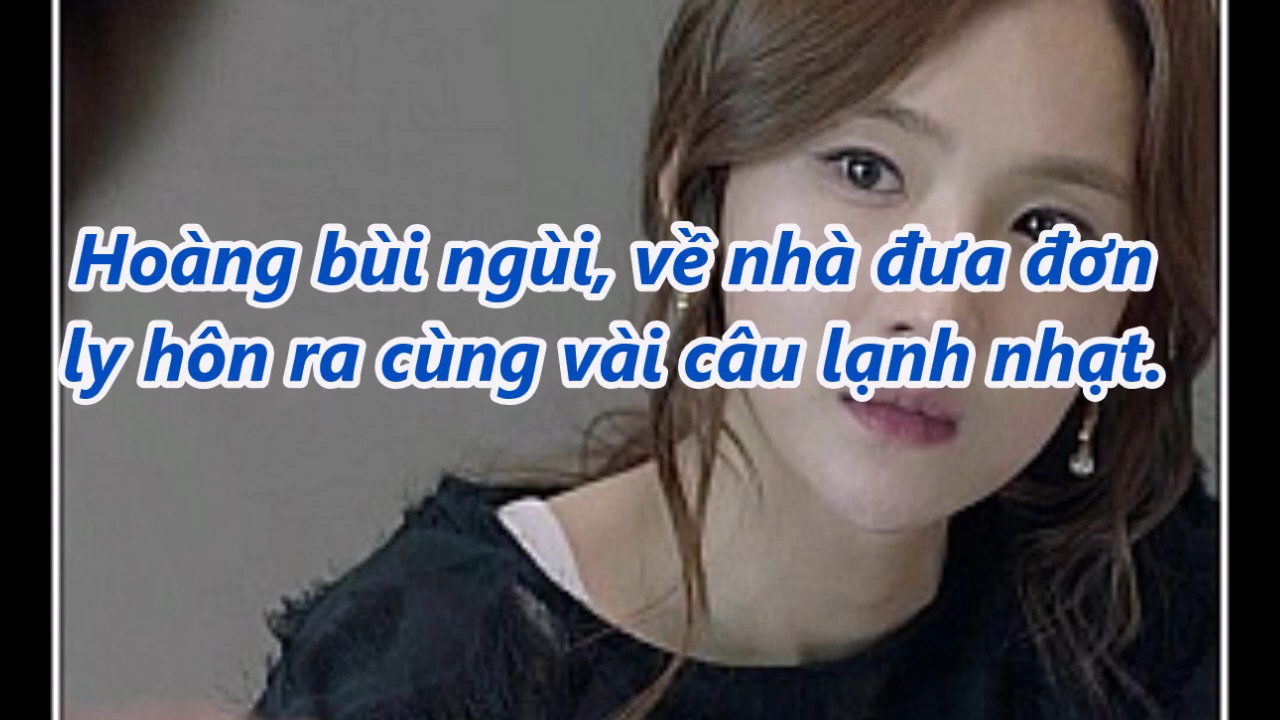 Hoàng bùi ngùi, về nhà đưa đơn
ly hôn ra cùng vài câu lạnh nhạt.